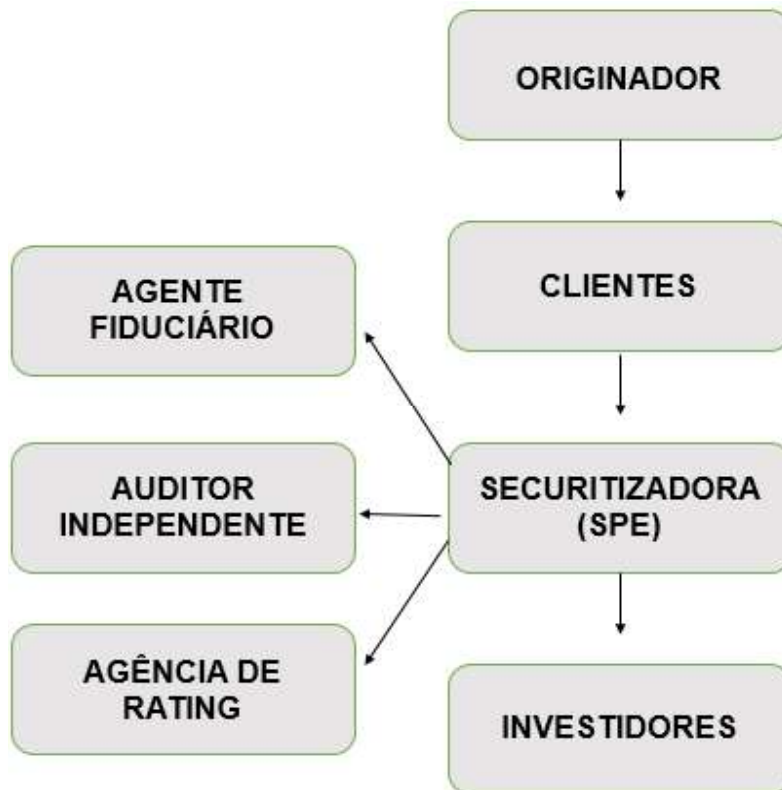 ORIGINADOR
CLIENTES
AGENTE
FIDUCIÁRIO
AUDITOR
INDEPENDENTE
SECURITIZADORA
(SPE)
AGÊNCIA DE
RATING
INVESTIDORES